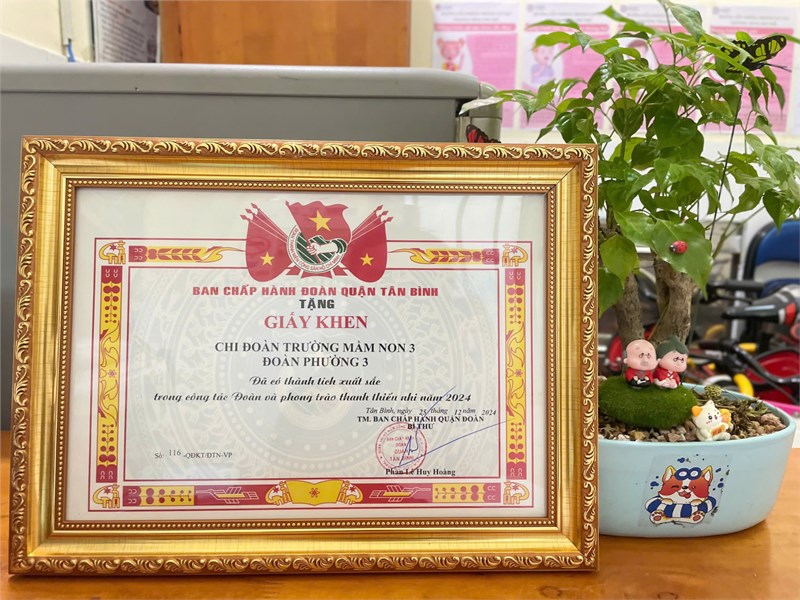 BAN CHẤP HÀNH ĐOÀN QUẬN TÂN BÌNH
TẶNG
GIẤY KHEN
CHI ĐOÀN TRƯỜNG MẦM NON 3
ĐOÀN PHƯỜNG 3
Đã có thành tích xuất sắc
trong công tác Đoàn và phong trào thanh thiếu nhi năm 2024
Tân Bình, ngày 25 tháng 12 năm 2024
TM. BAN CHẤP HÀNH QUẬN ĐOÀN
BÍ THƯ
Số: 116 -QĐKT/ĐTN-VP
Phan Lê Huy Hoàng